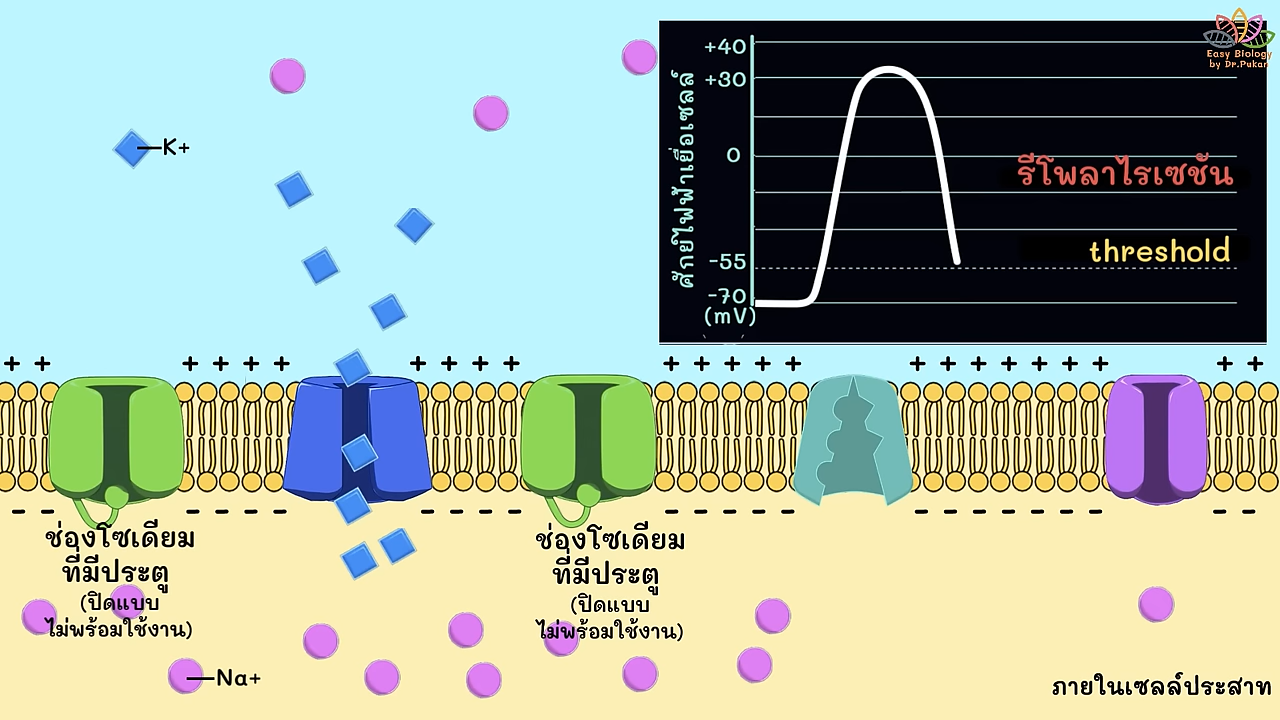 Easy Biology
by Dr.Pukan
+40
+30
0
-55
-70
(mV)
ศักย์ไฟฟ้าเยื่อเซลล์
รีโพลาไรเซชัน
threshold
K+
+ +
+ + + +
+ + + +
+ + + + +
+ + + + + + +
+ +
- -
- - - -
- - - -
- - - - -
- - - - - - -
- -
ช่องโซเดียม
ที่มีประตู
(ปิดแบบ
ไม่พร้อมใช้งาน)
ช่องโซเดียม
ที่มีประตู
(ปิดแบบ
ไม่พร้อมใช้งาน)
Na+
ภายในเซลล์ประสาท